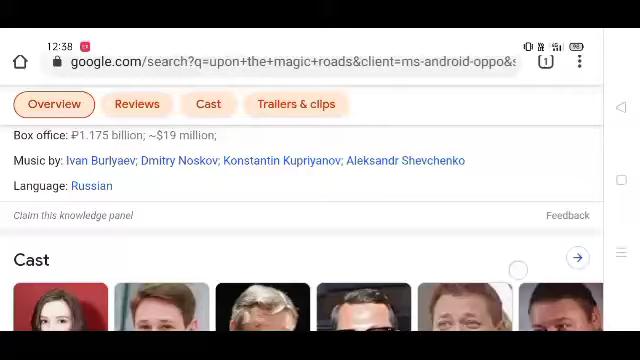 12:38
google.com/search?q=upon+the+magic+roads&client=ms-android-oppo&s
1
Overview
Reviews
Cast
Trailers & clips
Box office: ₽1.175 billion; ~$19 million;
Music by: Ivan Burlyaev; Dmitry Noskov; Konstantin Kupriyanov; Aleksandr Shevchenko
Language: Russian
Claim this knowledge panel
Feedback
Cast